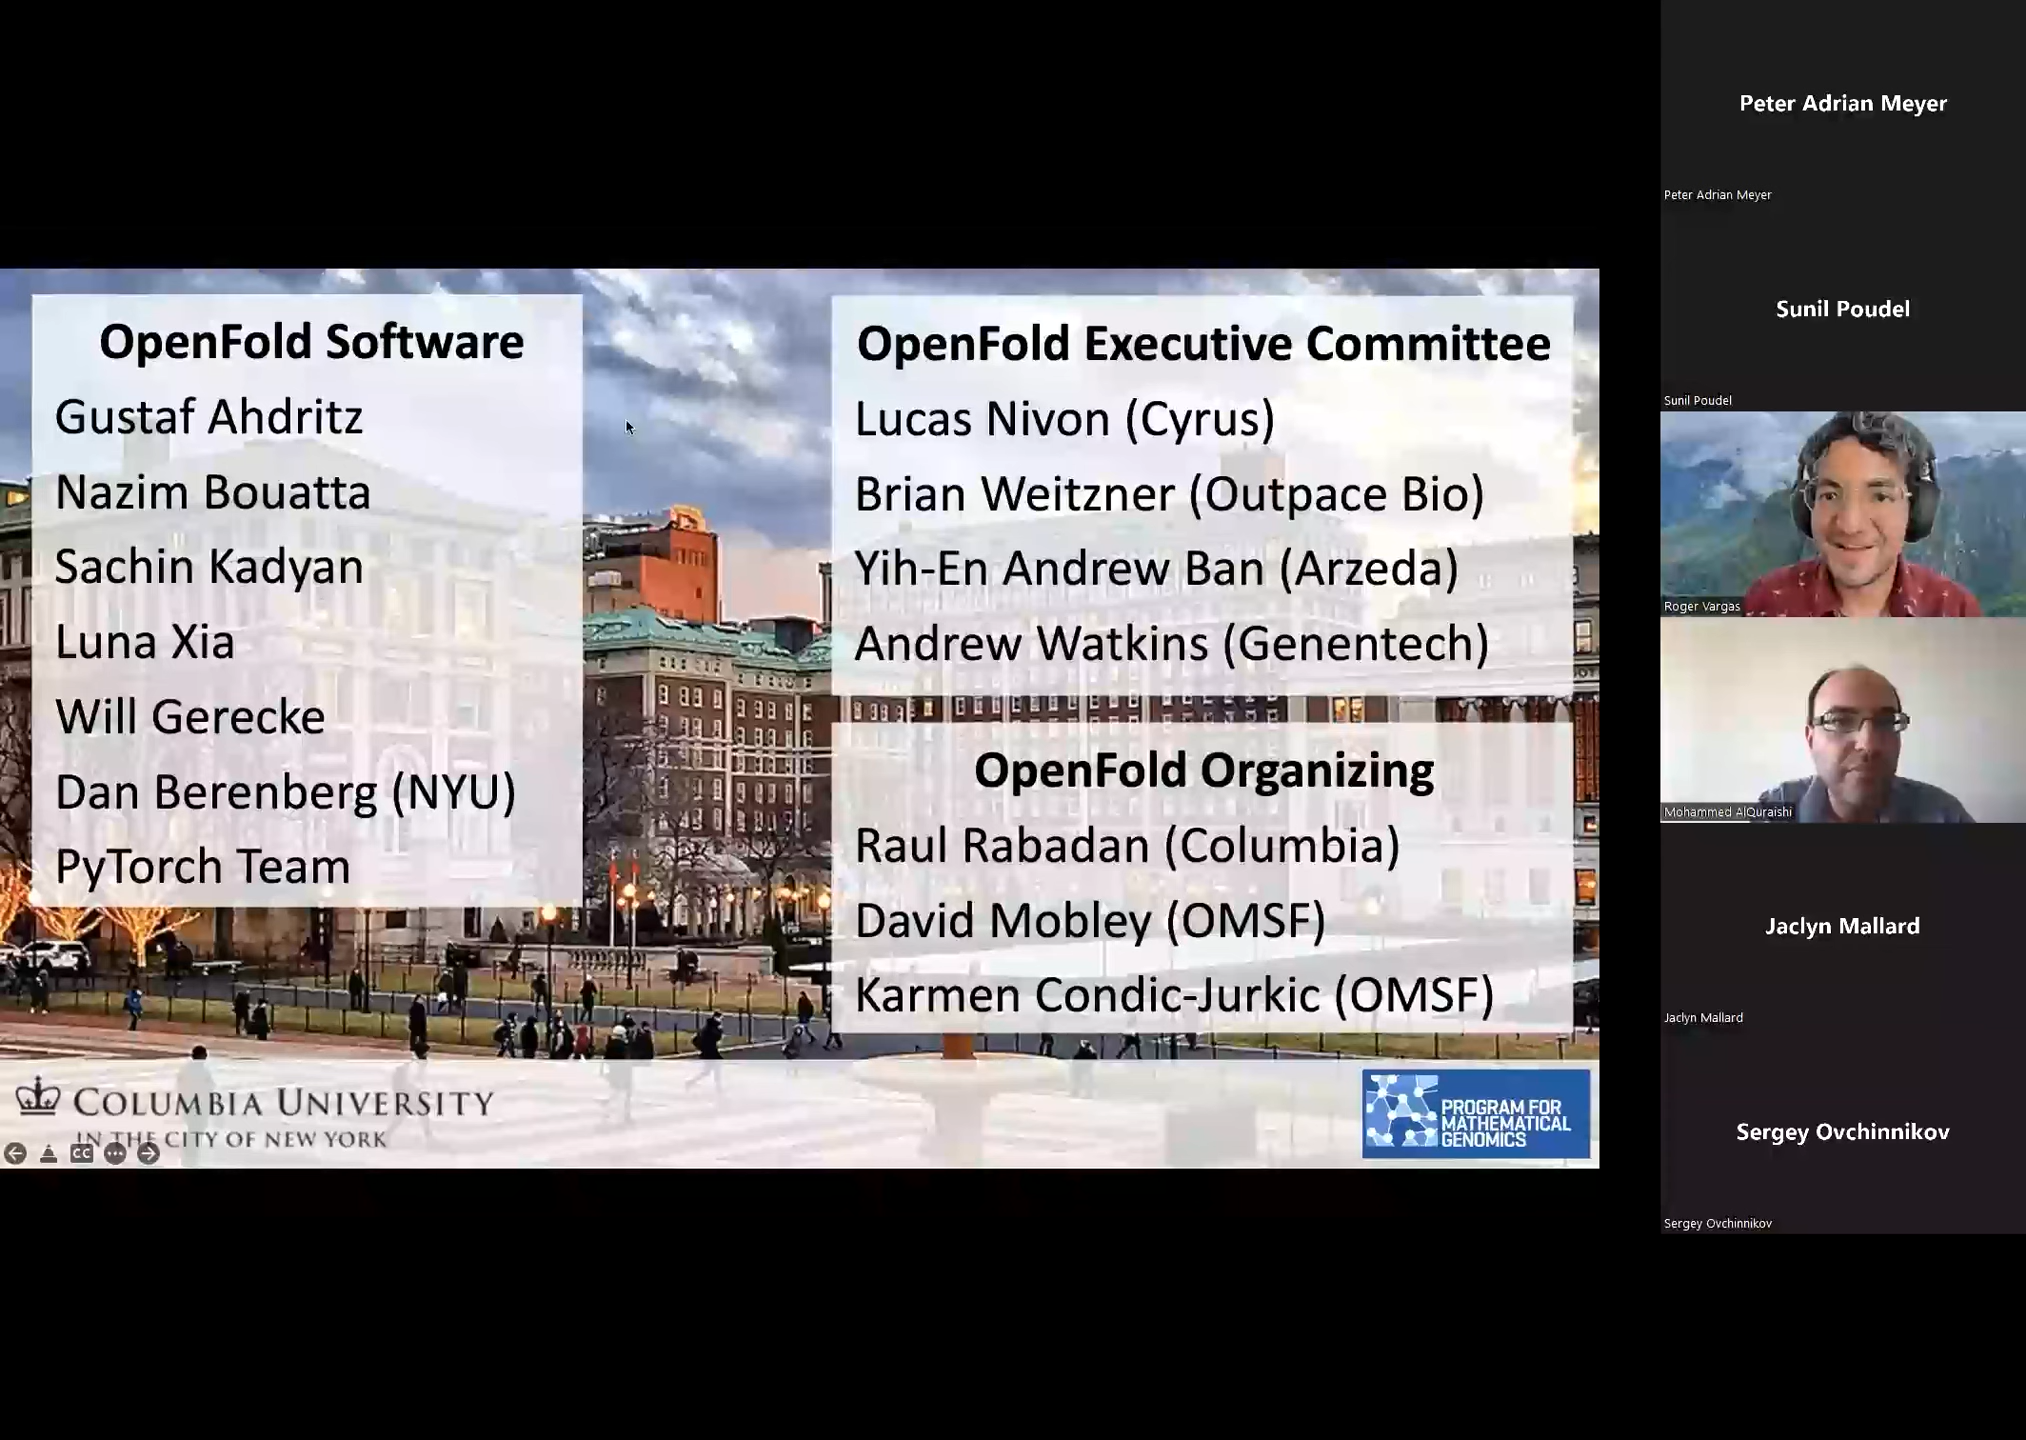 OpenFold Software
Gustaf Ahdritz
Nazim Bouatta
Sachin Kadyan
Luna Xia
Will Gerecke
Dan Berenberg (NYU)
PyTorch Team
OpenFold Executive Committee
Lucas Nivon (Cyrus)
Brian Weitzner (Outpace Bio)
Yih-En Andrew Ban (Arzeda)
Andrew Watkins (Genentech)
OpenFold Organizing
Raul Rabadan (Columbia)
David Mobley (OMSF)
Karmen Condic-Jurkic (OMSF)
COLUMBIA UNIVERSITY
IN THE CITY OF NEW YORK
CC
PROGRAM FOR
MATHEMATICAL
GENOMICS
Peter Adrian Meyer
Peter Adrian Meyer
Sunil Poudel
Sunil Poudel
Roger Vargas
Mohammed AlQuraishi
Jaclyn Mallard
Jaclyn Mallard
Sergey Ovchinnikov
Sergey Ovchinnikov